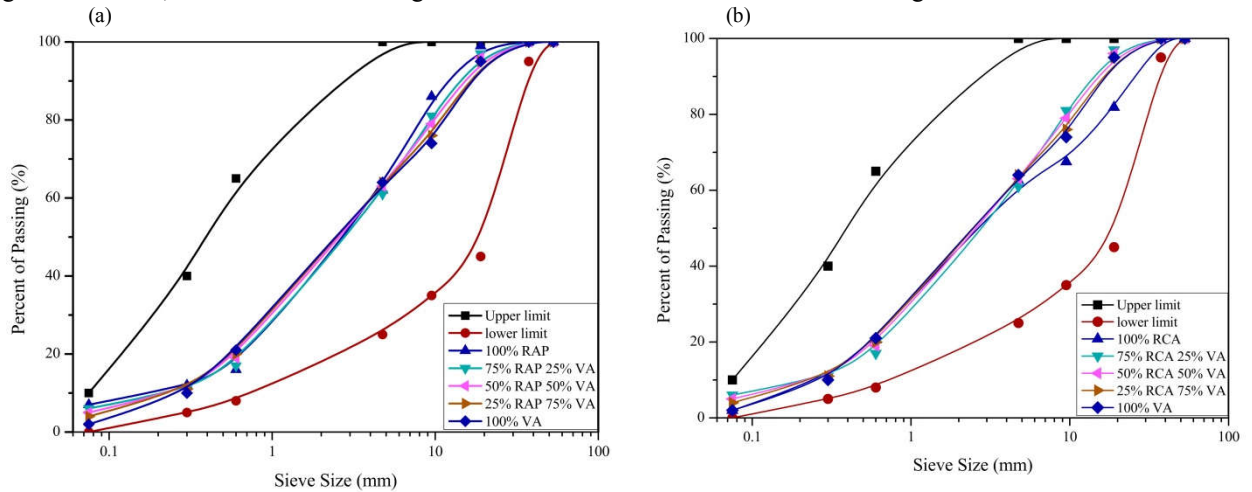 (a)
(b)
100
80
60
40
20
0
Percent of Passing (%)
0.1
1
10
100
Sieve Size (mm)
Upper limit
lower limit
100% RAP
75% RAP 25% VA
50% RAP 50% VA
25% RAP 75% VA
100% VA
100
80
60
40
20
0
Percent of Passing (%)
0.1
1
10
100
Sieve Size (mm)
Upper limit
lower limit
100% RCA
75% RCA 25% VA
50% RCA 50% VA
25% RCA 75% VA
100% VA